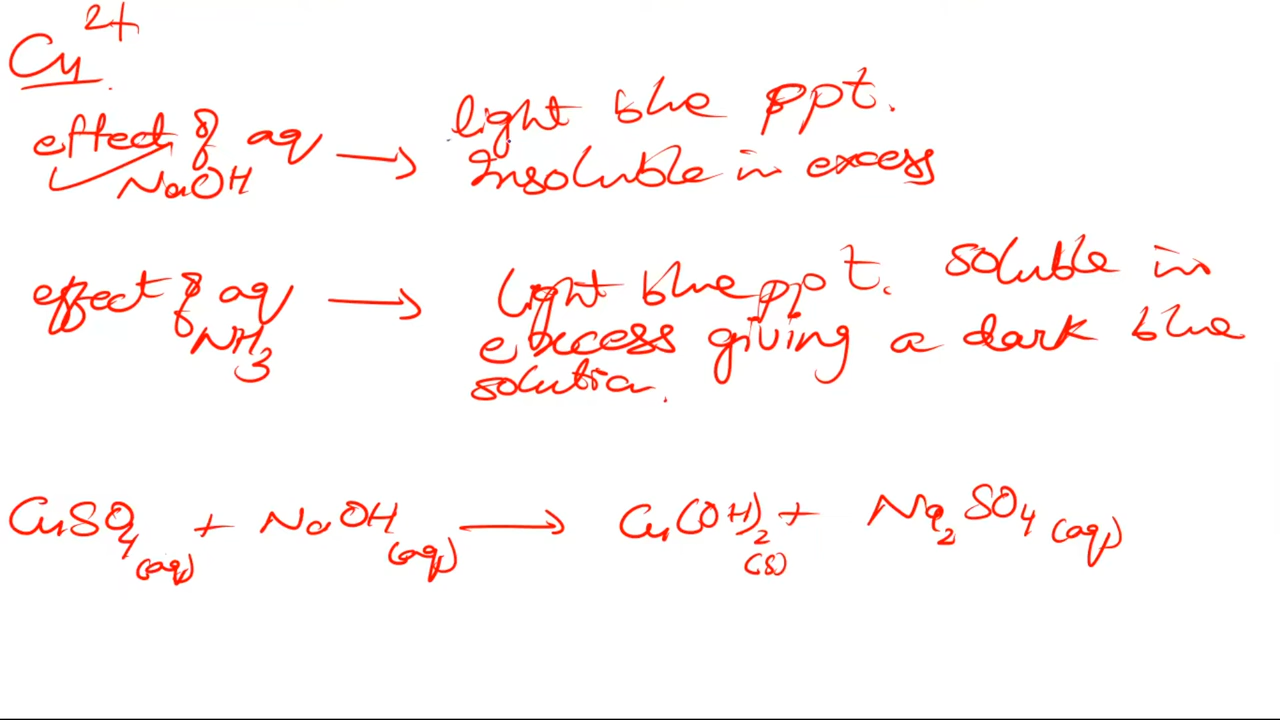 Cu²⁺
effect of aq NaOH → light blue ppt. Insoluble in excess
effect of aq NH₃ → light blue ppt. soluble in excess giving a dark blue solution.
CuSO₄(aq) + NaOH(aq) → Cu(OH)₂(s) + Na₂SO₄(aq)